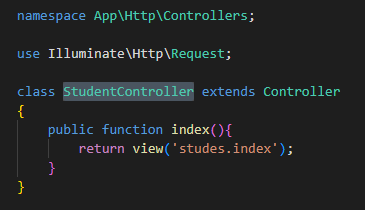 namespace App\Http\Controllers;
use Illuminate\Http\Request;
class StudentController extends Controller
{
public function index(){
return view('studes.index');
}
}